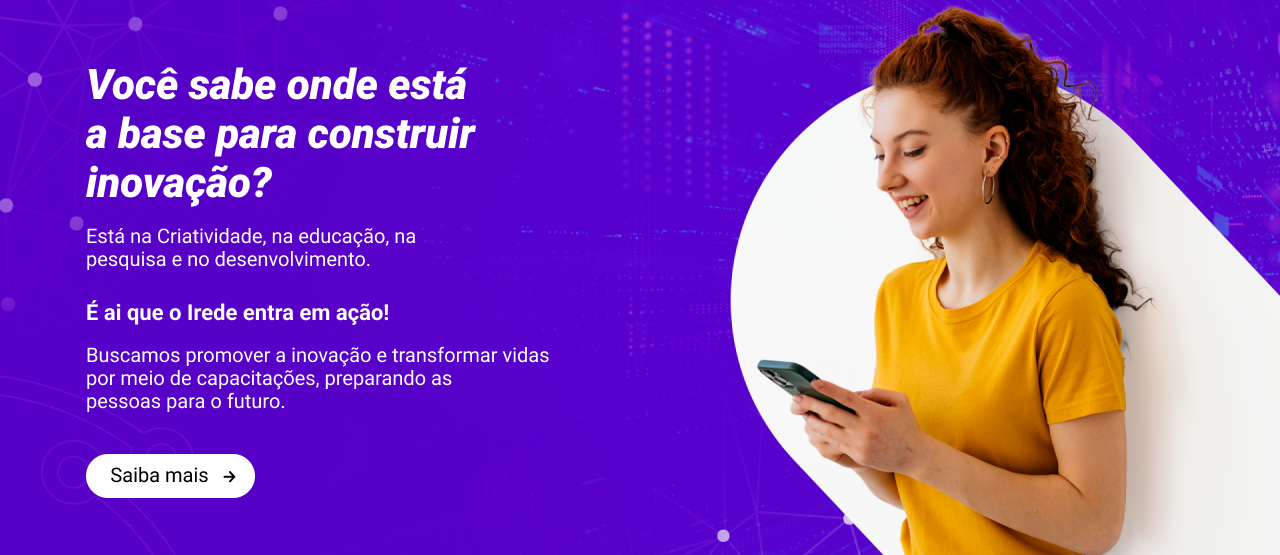 Você sabe onde está
a base para construir
inovação?
Está na Criatividade, na educação, na
pesquisa e no desenvolvimento.
É ai que o Irede entra em ação!
Buscamos promover a inovação e transformar vidas
por meio de capacitações, preparando as
pessoas para o futuro.
Saiba mais →